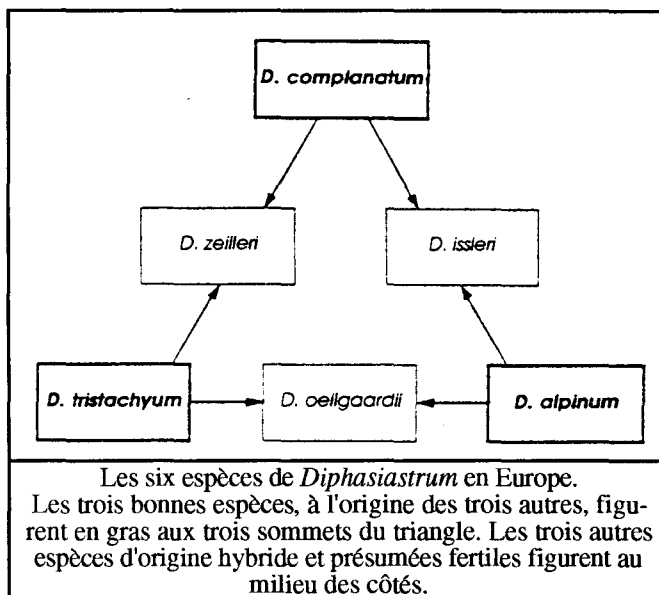 D. complanatum
D. zeilleri
D. issleri
D. tristachyum
D. oellgaardii
D. alpinum
Les six espèces de Diphasiastrum en Europe.
Les trois bonnes espèces, à l'origine des trois autres, figu-
rent en gras aux trois sommets du triangle. Les trois autres
espèces d'origine hybride et présumées fertiles figurent au
milieu des côtés.